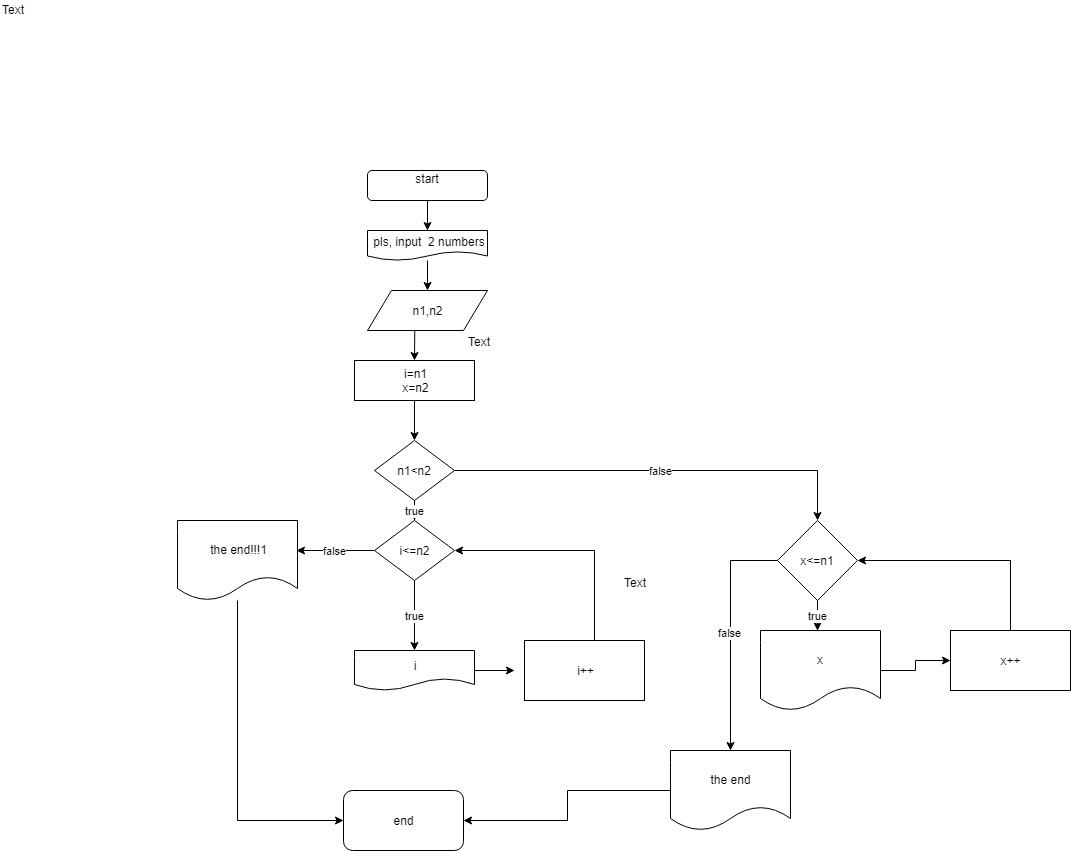 Text
start
pls, input  2 numbers
n1,n2
Text
i=n1
x=n2
n1<n2
false
true
the end!!!1
false
i<=n2
x<=n1
Text
true
true
false
i
i++
x
x++
the end
end